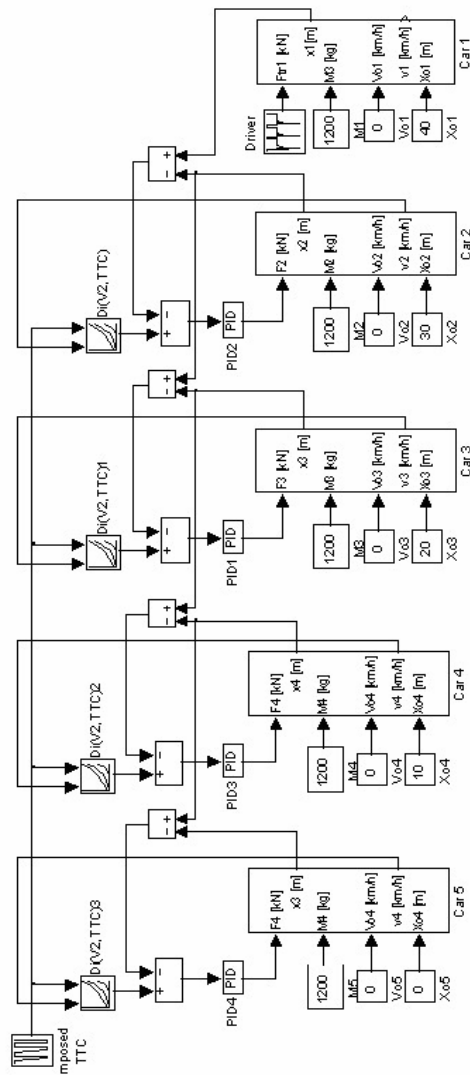 mposed
TTC
Di(V2,TTC)3
+
−
+
−
PID
PID4
F4 [kN]
x3 [m]
1200
M4 [kg]
M5
0
Vo4 [km/h]
v4 [km/h]
Vo5
0
Xo4 [m]
Xo5
Car 5
Di(V2,TTC)2
+
−
+
−
PID
PID3
F4 [kN]
x4 [m]
1200
M4 [kg]
M4
0
Vo4 [km/h]
v4 [km/h]
Vo4
10
Xo4 [m]
Xo4
Car 4
Di(V2,TTC)1
+
−
+
−
PID
PID1
F3 [kN]
x3 [m]
1200
M3 [kg]
M3
0
Vo3 [km/h]
v3 [km/h]
Vo3
20
Xo3 [m]
Xo3
Car 3
Di(V2,TTC)
+
−
+
−
PID
PID2
F2 [kN]
x2 [m]
1200
M2 [kg]
M2
0
Vo2 [km/h]
v2 [km/h]
Vo2
30
Xo2 [m]
Xo2
Car 2
Driver
Ftr1 [kN]
x1 [m]
1200
M3 [kg]
M1
0
Vo1 [km/h]
v1 [km/h]
Vo1
40
Xo1 [m]
Xo1
Car 1